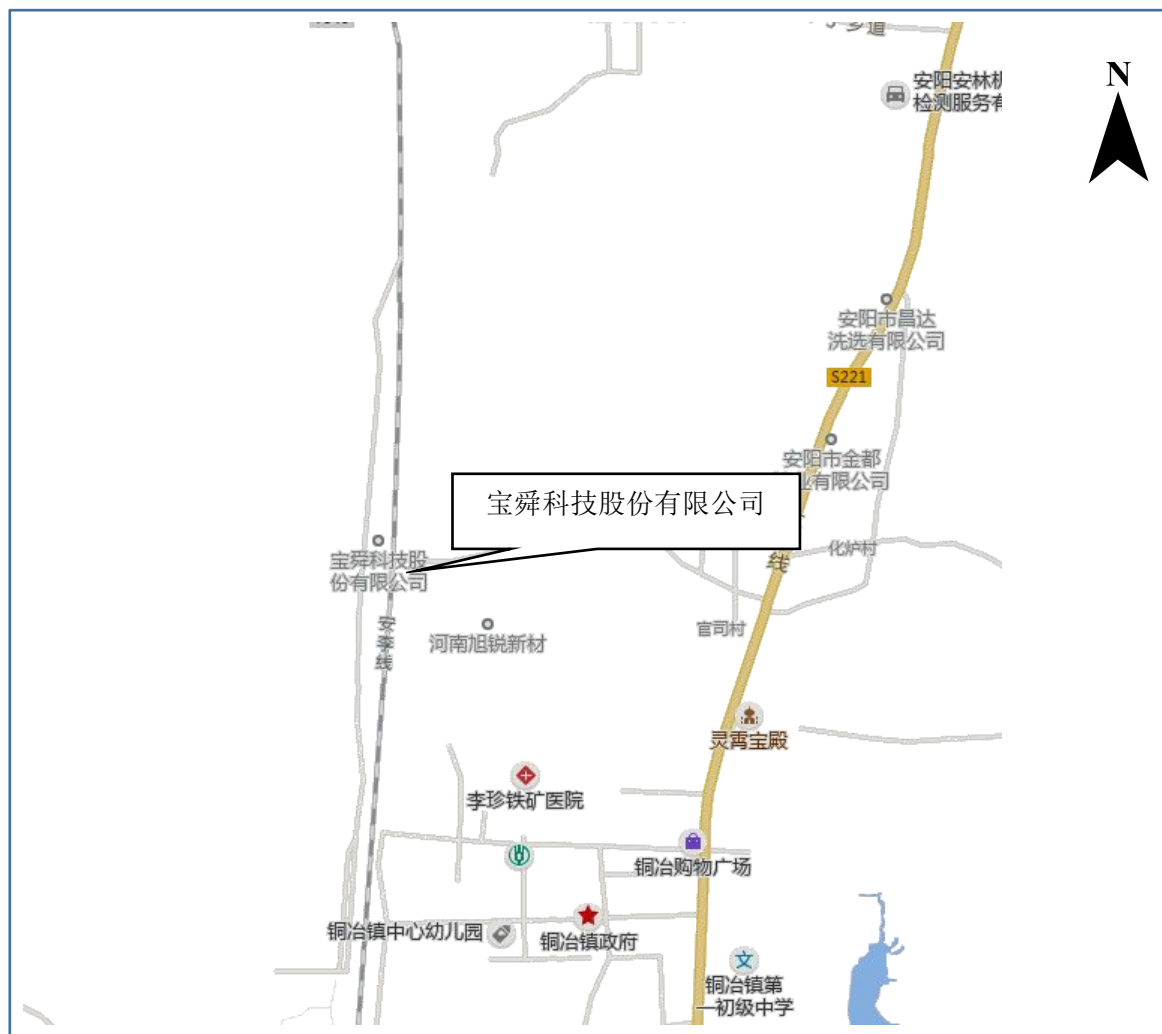 安阳安林机
检测服务有
N
安阳市昌达
洗选有限公司
S221
安阳市金都
业有限公司
宝舜科技股份有限公司
线
化炉村
宝舜科技股
份有限公司
安李线
官司村
河南旭锐新材
灵霄宝殿
李珍铁矿医院
铜冶购物广场
铜冶镇中心幼儿园
铜冶镇政府
文
铜冶镇第
一初级中学